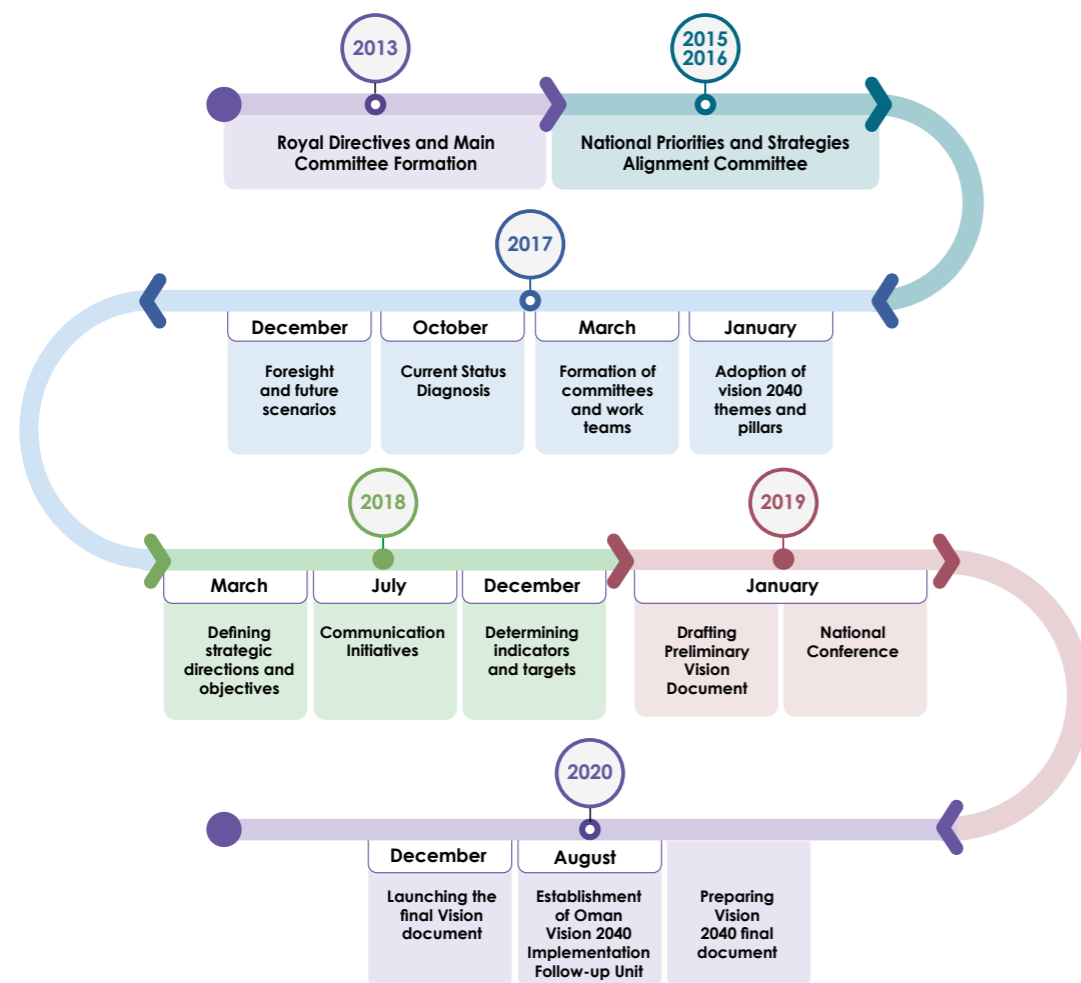 2013
Royal Directives and Main
Committee Formation
2015
2016
National Priorities and Strategies
Alignment Committee
2017
January
Adoption of
vision 2040
themes and
pillars
March
Formation of
committees
and work
teams
October
Current Status
Diagnosis
December
Foresight
and future
scenarios
2018
March
Defining
strategic
directions and
objectives
July
Communication
Initiatives
December
Determining
indicators
and targets
2019
January
Drafting
Preliminary
Vision
Document
National
Conference
2020
Preparing
Vision
2040 final
document
August
Establishment
of Oman
Vision 2040
Implementation
Follow-up Unit
December
Launching the
final Vision
document